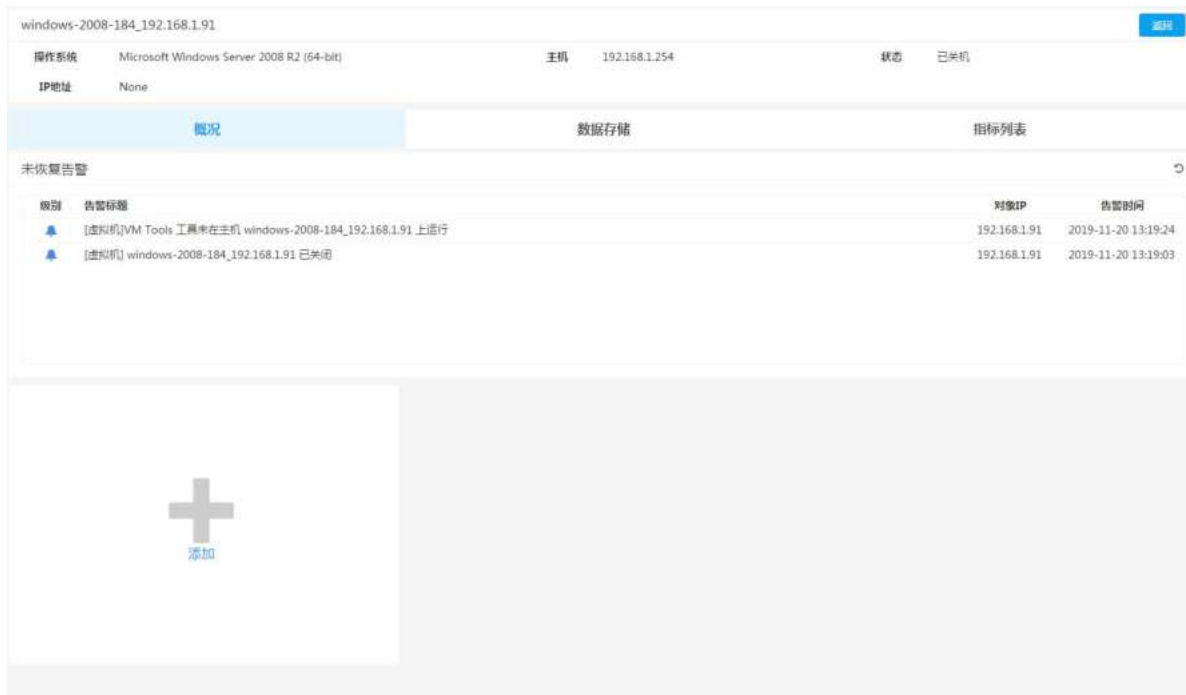 windows-2008-184_192.168.1.91 返回
操作系统 Microsoft Windows Server 2008 R2 (64-bit) 主机 192.168.1.254 状态 已关机
IP地址 None
概况 数据存储 指标列表
未恢复告警
级别 告警标题 对象IP 告警时间
[虚拟机]VM Tools 工具未在主机 windows-2008-184_192.168.1.91 上运行 192.168.1.91 2019-11-20 13:19:24
[虚拟机] windows-2008-184_192.168.1.91 已关闭 192.168.1.91 2019-11-20 13:19:03
添加